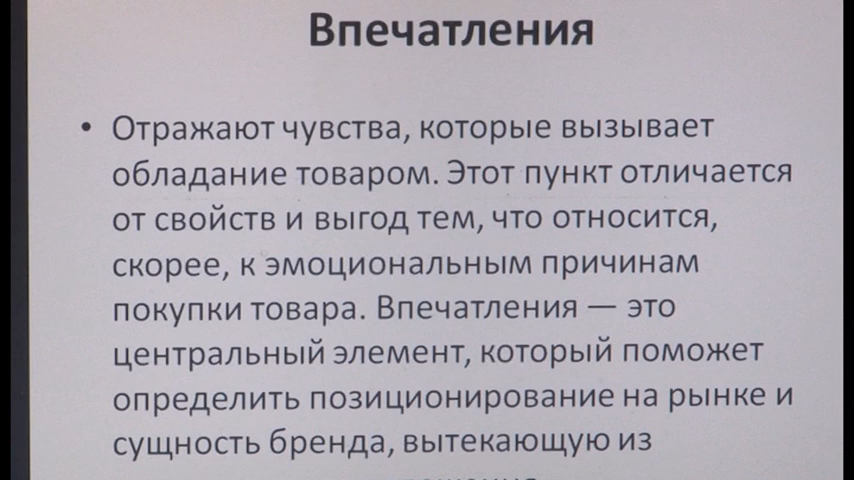 Впечатления
• Отражают чувства, которые вызывает
обладание товаром. Этот пункт отличается
от свойств и выгод тем, что относится,
скорее, к эмоциональным причинам
покупки товара. Впечатления — это
центральный элемент, который поможет
определить позиционирование на рынке и
сущность бренда, вытекающую из